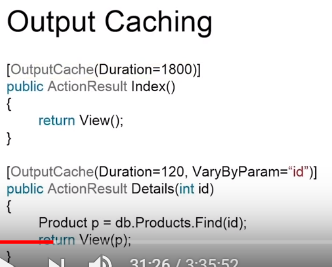 Output Caching
[OutputCache(Duration=1800)]
public ActionResult Index()
{
return View();
}
[OutputCache(Duration=120, VaryByParam=“id”)]
public ActionResult Details(int id)
{
Product p = db.Products.Find(id);
return View(p);
}
31:26 / 3:35:52